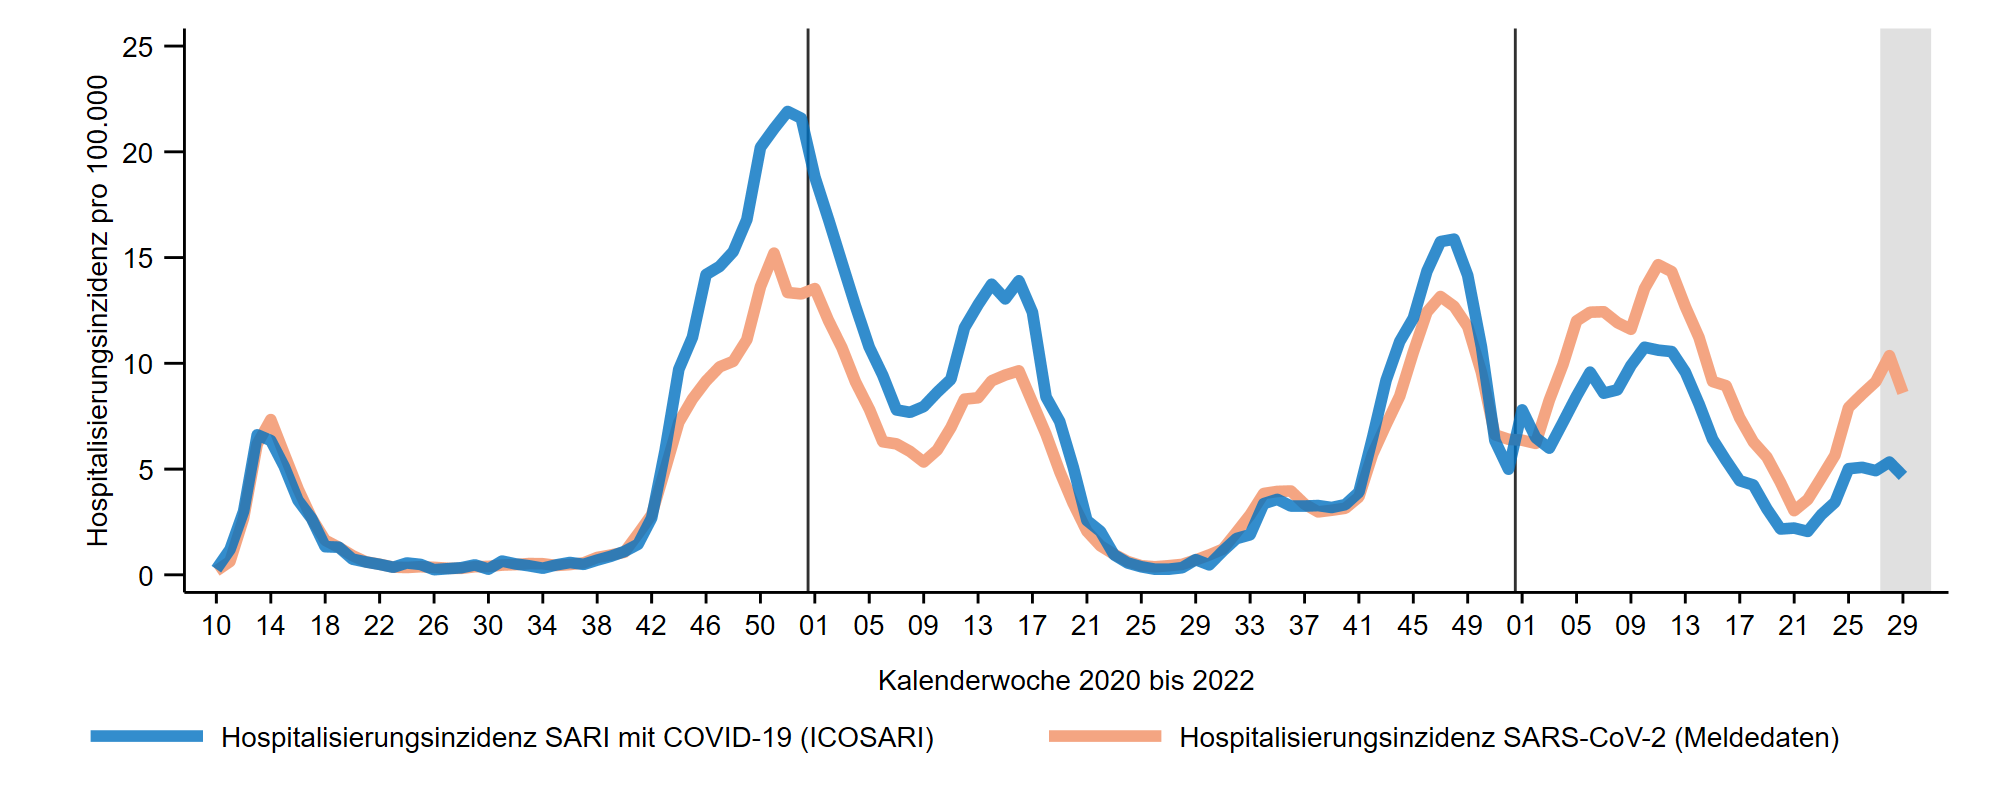 Hospitalisierungsinzidenz pro 100.000
25
20
15
10
5
0
10 14 18 22 26 30 34 38 42 46 50 01 05 09 13 17 21 25 29 33 37 41 45 49 01 05 09 13 17 21 25 29
Kalenderwoche 2020 bis 2022
Hospitalisierungsinzidenz SARI mit COVID-19 (ICOSARI) Hospitalisierungsinzidenz SARS-CoV-2 (Meldedaten)